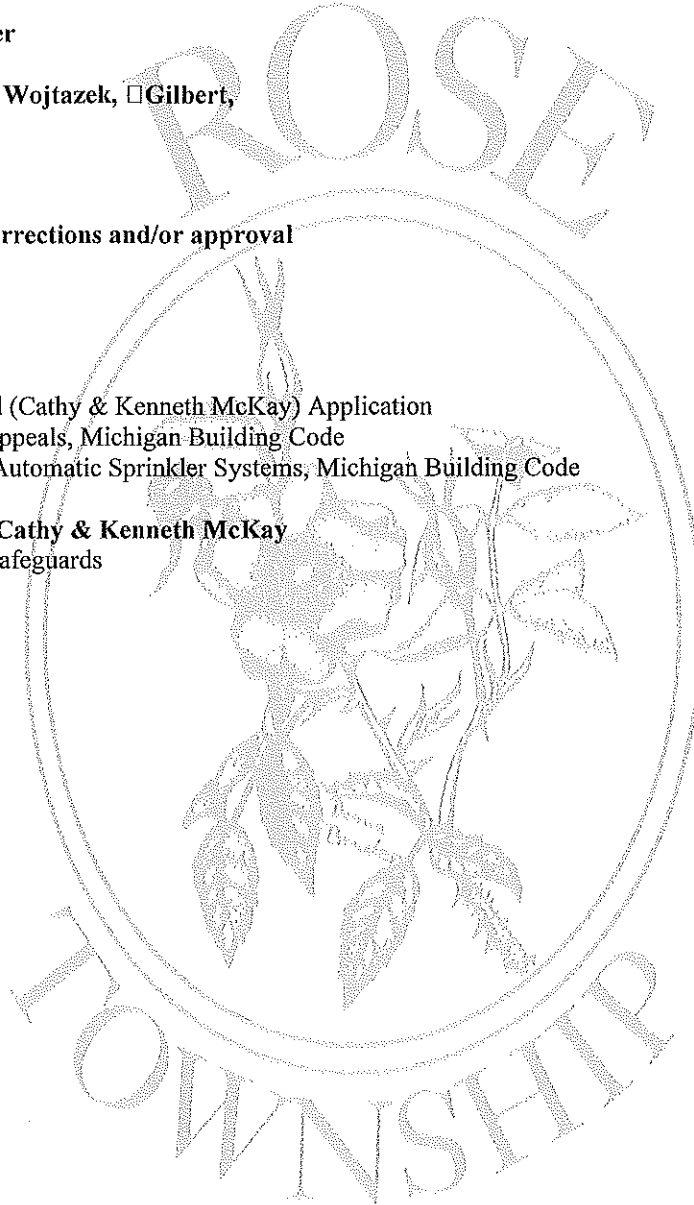 ROSE
er
Wojtazek, □Gilbert,
rrections and/or approval
l (Cathy & Kenneth McKay) Application
ppeals, Michigan Building Code
Automatic Sprinkler Systems, Michigan Building Code
Cathy & Kenneth McKay
afeguards
TOWNSHIP